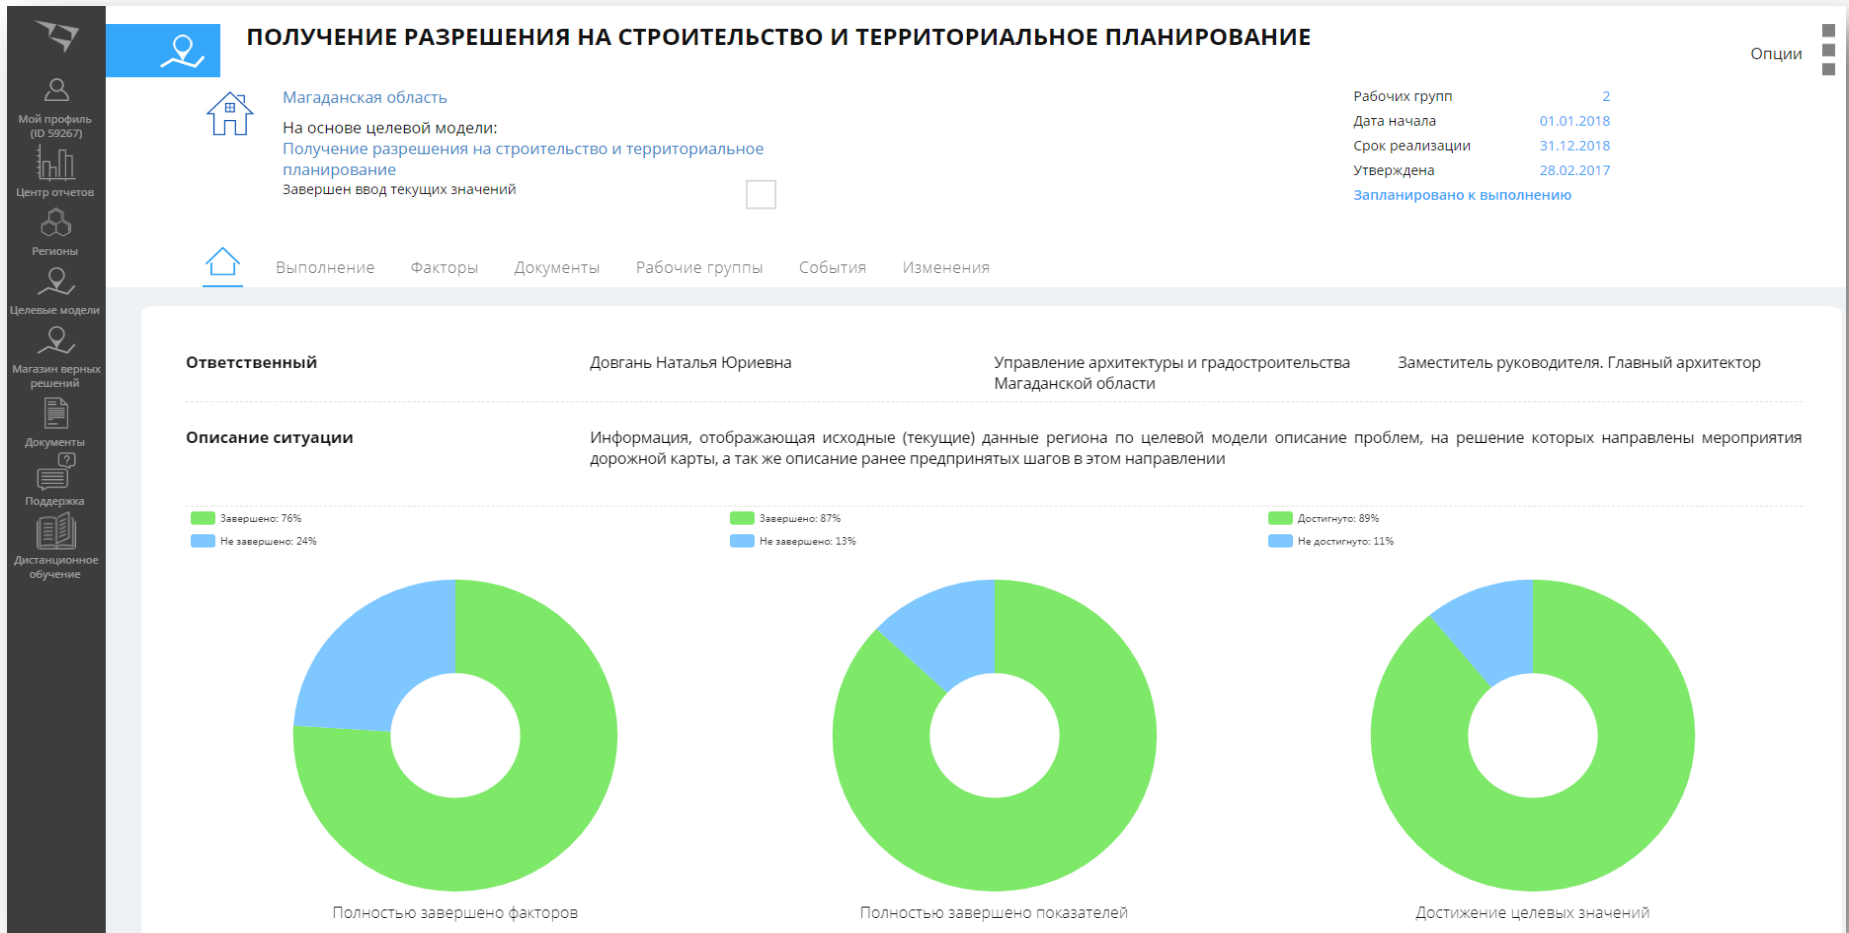 ПОЛУЧЕНИЕ РАЗРЕШЕНИЯ НА СТРОИТЕЛЬСТВО И ТЕРРИТОРИАЛЬНОЕ ПЛАНИРОВАНИЕ
Опции
Мой профиль
(ID 59267)
Центр отчетов
Регионы
Целевые модели
Магазин верных
решений
Документы
Поддержка
Дистанционное
обучение
Магаданская область
На основе целевой модели:
Получение разрешения на строительство и территориальное
планирование
Завершен ввод текущих значений
Рабочих групп 2
Дата начала 01.01.2018
Срок реализации 31.12.2018
Утверждена 28.02.2017
Запланировано к выполнению
Выполнение Факторы Документы Рабочие группы События Изменения
Ответственный
Довгань Наталья Юриевна
Управление архитектуры и градостроительства
Магаданской области
Заместитель руководителя. Главный архитектор
Описание ситуации
Информация, отображающая исходные (текущие) данные региона по целевой модели описание проблем, на решение которых направлены мероприятия
дорожной карты, а так же описание ранее предпринятых шагов в этом направлении
Завершено: 76%
Не завершено: 24%
Полностью завершено факторов
Завершено: 87%
Не завершено: 13%
Полностью завершено показателей
Достигнуто: 89%
Не достигнуто: 11%
Достижение целевых значений